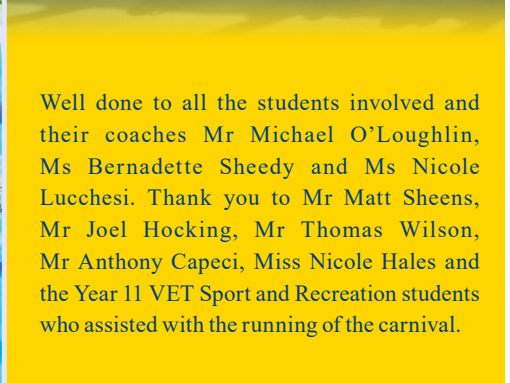 Well done to all the students involved and
their coaches Mr Michael O’Loughlin,
Ms Bernadette Sheedy and Ms Nicole
Lucchesi. Thank you to Mr Matt Sheens,
Mr Joel Hocking, Mr Thomas Wilson,
Mr Anthony Capeci, Miss Nicole Hales and
the Year 11 VET Sport and Recreation students
who assisted with the running of the carnival.